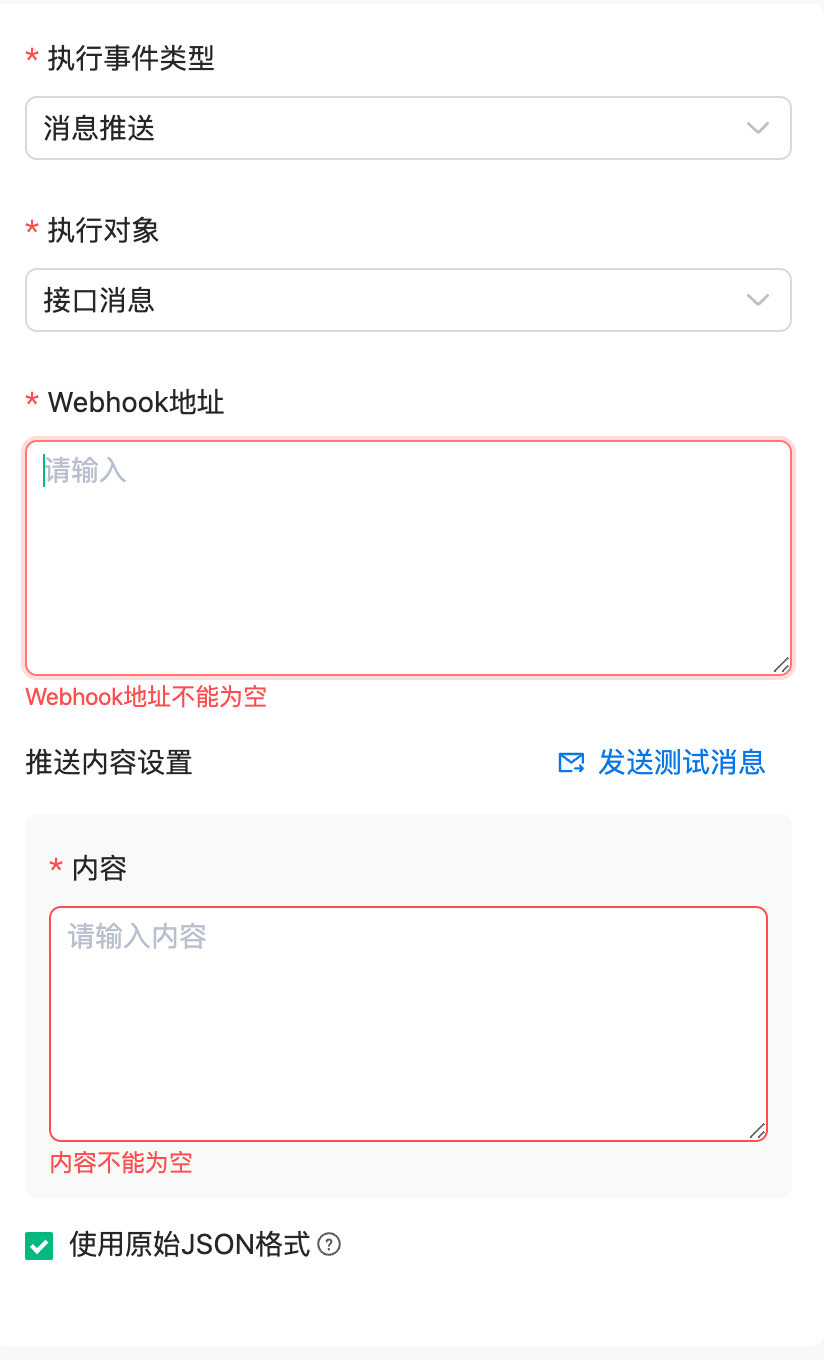 * 执行事件类型
消息推送
* 执行对象
接口消息
* Webhook地址
请输入
Webhook地址不能为空
推送内容设置 发送测试消息
* 内容
请输入内容
内容不能为空
使用原始JSON格式 ?